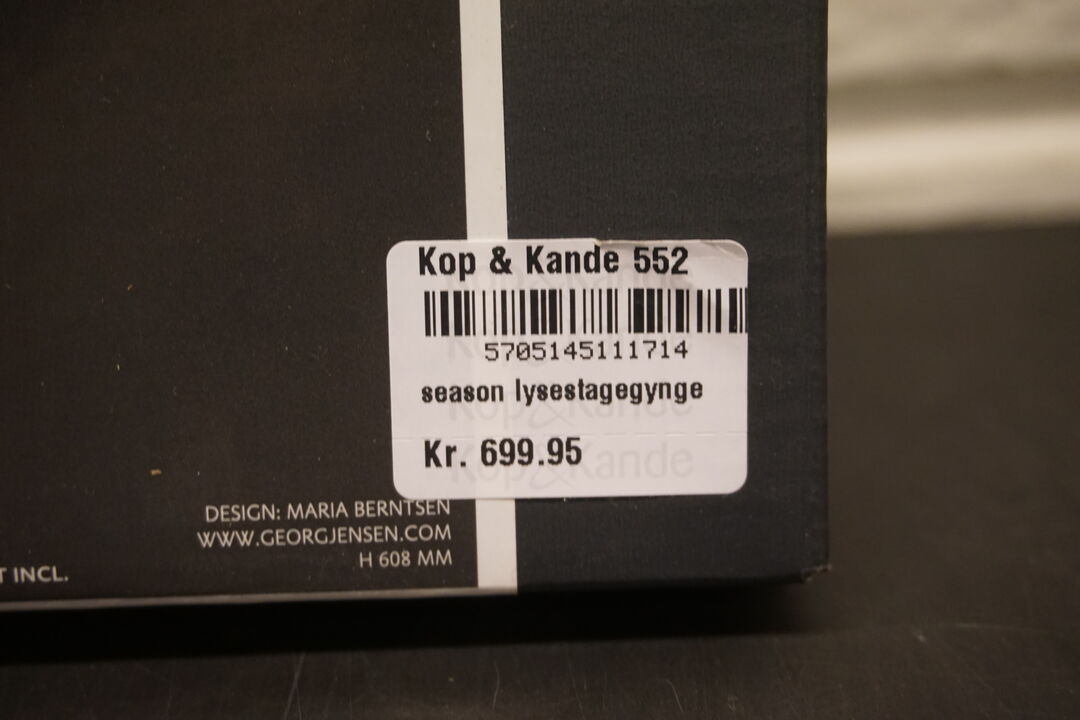 Kop & Kande 552
5705145111714
season lysestagegynge
Kr. 699.95
DESIGN: MARIA BERNTSEN
WWW.GEORGJENSEN.COM
H 608 MM
T INCL.